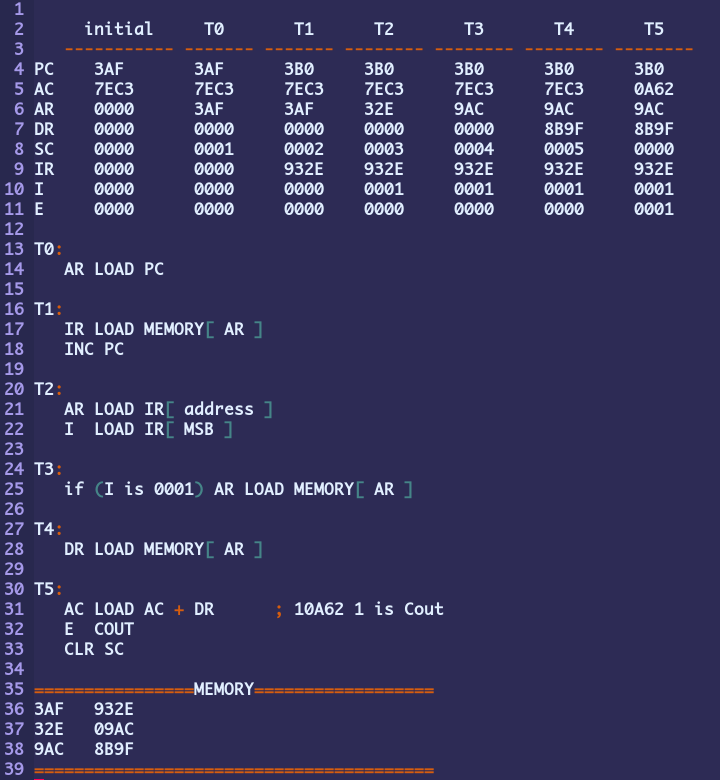 1
2 initial T0 T1 T2 T3 T4 T5
3 ----------- ------- ------- -------- -------- -------- --------
4 PC 3AF 3AF 3B0 3B0 3B0 3B0 3B0
5 AC 7EC3 7EC3 7EC3 7EC3 7EC3 7EC3 0A62
6 AR 0000 3AF 3AF 32E 9AC 9AC 9AC
7 DR 0000 0000 0000 0000 0000 8B9F 8B9F
8 SC 0000 0001 0002 0003 0004 0005 0000
9 IR 0000 0000 932E 932E 932E 932E 932E
10 I 0000 0000 0000 0001 0001 0001 0001
11 E 0000 0000 0000 0000 0000 0000 0001
12
13 T0:
14 AR LOAD PC
15
16 T1:
17 IR LOAD MEMORY[ AR ]
18 INC PC
19
20 T2:
21 AR LOAD IR[ address ]
22 I  LOAD IR[ MSB ]
23
24 T3:
25 if (I is 0001) AR LOAD MEMORY[ AR ]
26
27 T4:
28 DR LOAD MEMORY[ AR ]
29
30 T5:
31 AC LOAD AC + DR ; 10A62 1 is Cout
32 E  COUT
33 CLR SC
34
35 ================MEMORY==================
36 3AF 932E
37 32E 09AC
38 9AC 8B9F
39 ========================================